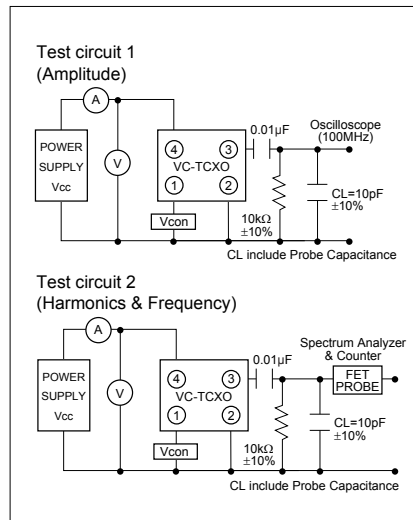 Test circuit 1
(Amplitude)
A
0.01µF
Oscilloscope
(100MHz)
POWER
SUPPLY
Vcc
V
4
3
VC-TCXO
1
2
Vcon
10kΩ
±10%
CL=10pF
±10%
CL include Probe Capacitance
Test circuit 2
(Harmonics & Frequency)
A
0.01µF
Spectrum Analyzer
& Counter
POWER
SUPPLY
Vcc
V
4
3
VC-TCXO
1
2
FET
PROBE
Vcon
10kΩ
±10%
CL=10pF
±10%
CL include Probe Capacitance